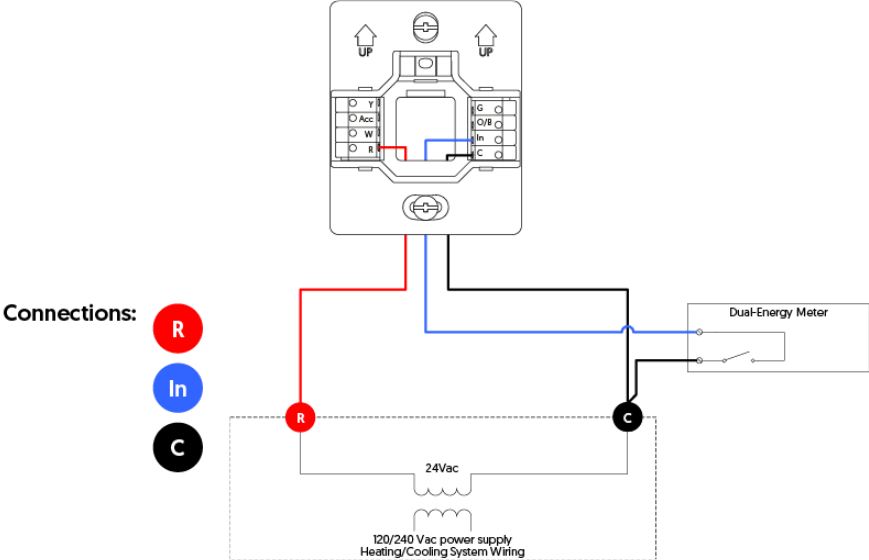 UP UP
Y G
Acc O/B
W In
R C
Connections:
R
In
C
Dual-Energy Meter
R C
24Vac
120/240 Vac power supply
Heating/Cooling System Wiring